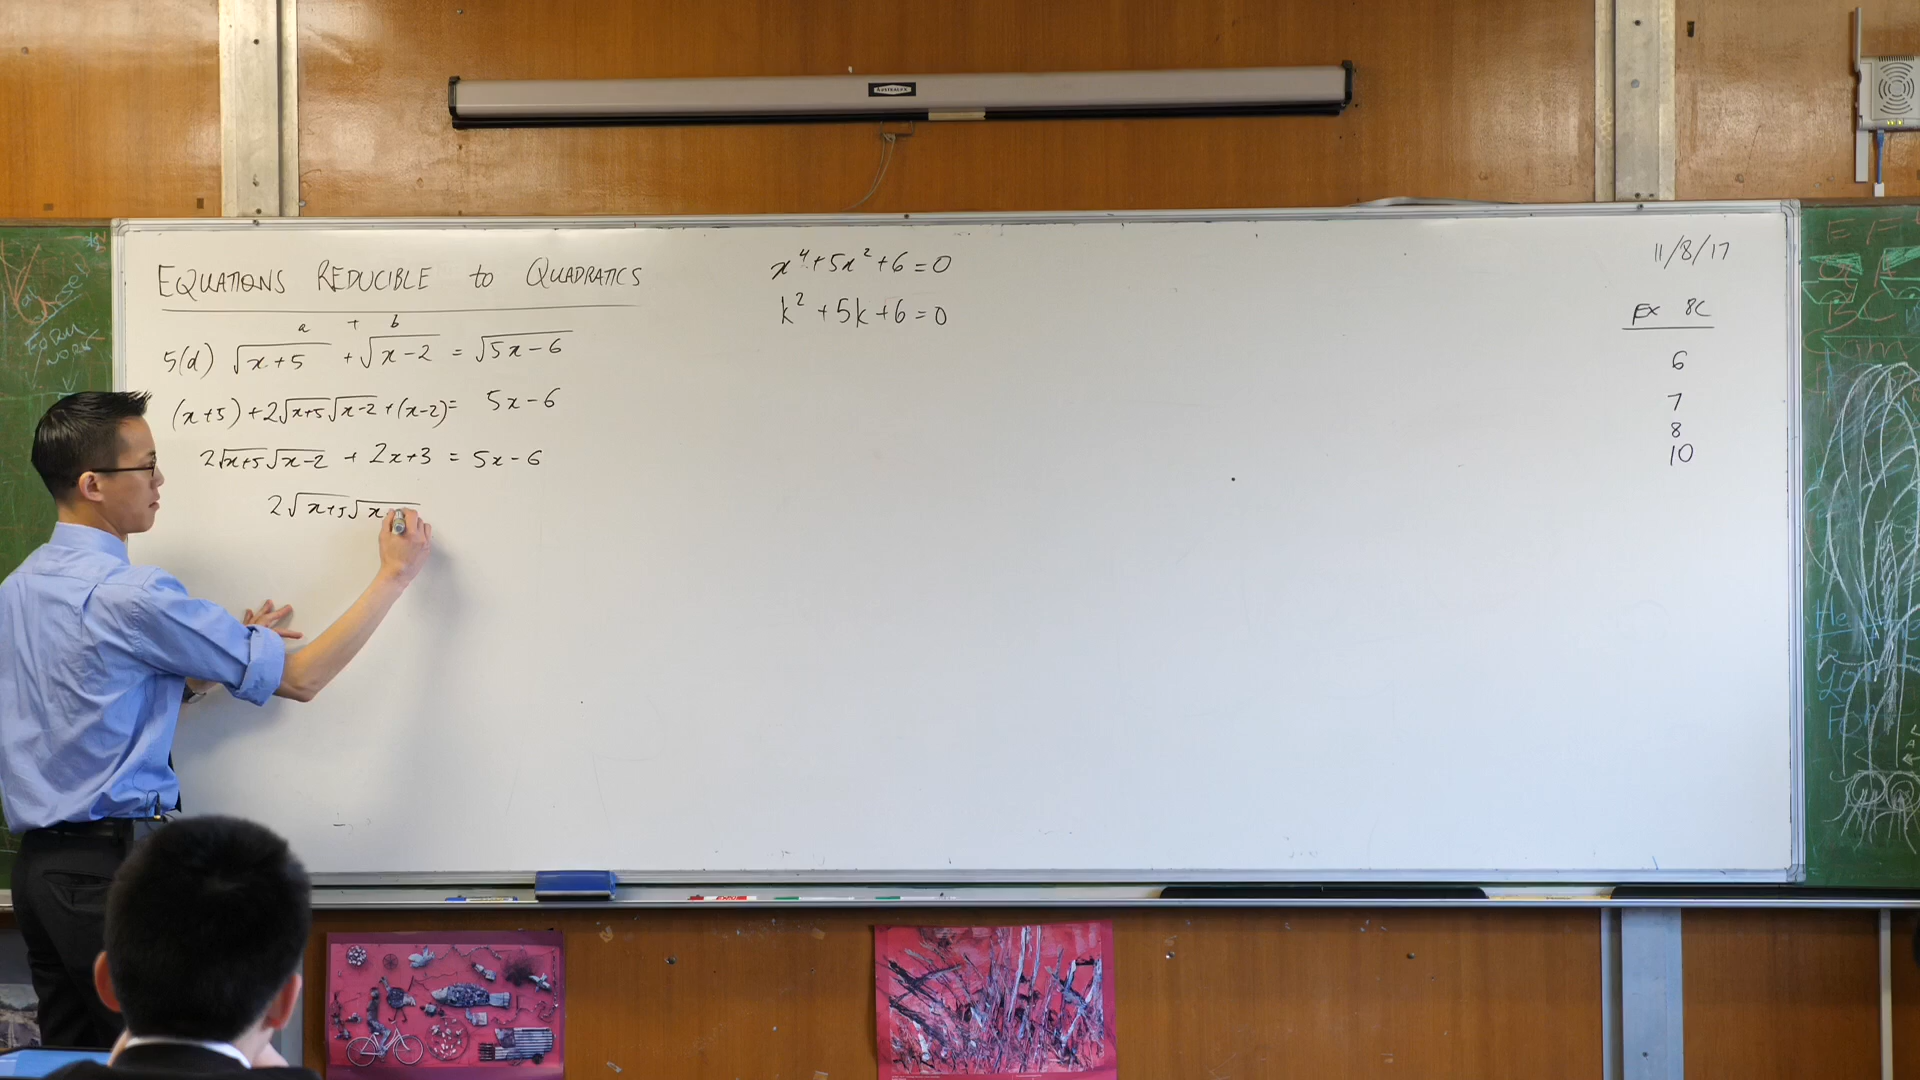 EQUATIONS REDUCIBLE to QUADRATICS
a + b
5(d) √(x+5) + √(x-2) = √(5x-6)
(x+5) + 2√(x+5)√(x-2) + (x-2) = 5x-6
2√(x+5)√(x-2) + 2x+3 = 5x-6
2√(x+5)√(x
x⁴+5x²+6=0
k²+5k+6=0
11/8/17
Ex 8C
6
7
8
10
FORM